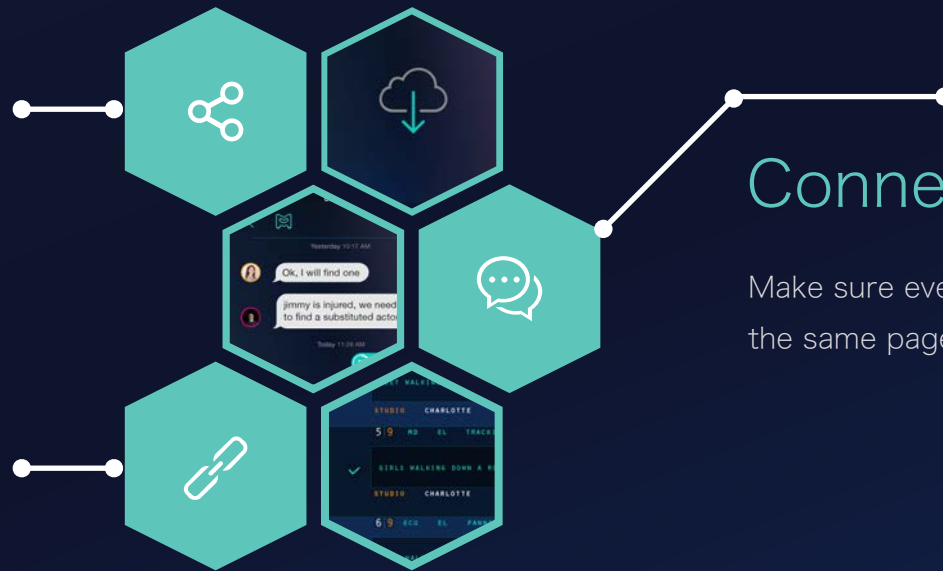 Conne
Make sure eve
the same page
Yesterday 10:17 AM
Ok, I will find one
jimmy is injured, we need
to find a substituted acto
Today 11:26 AM
STUDIO CHARLOTTE
5 9 MD EL TRACKI
GIRLS WALKING DOWN A R
STUDIO CHARLOTTE
6 9 ECU EL PANN